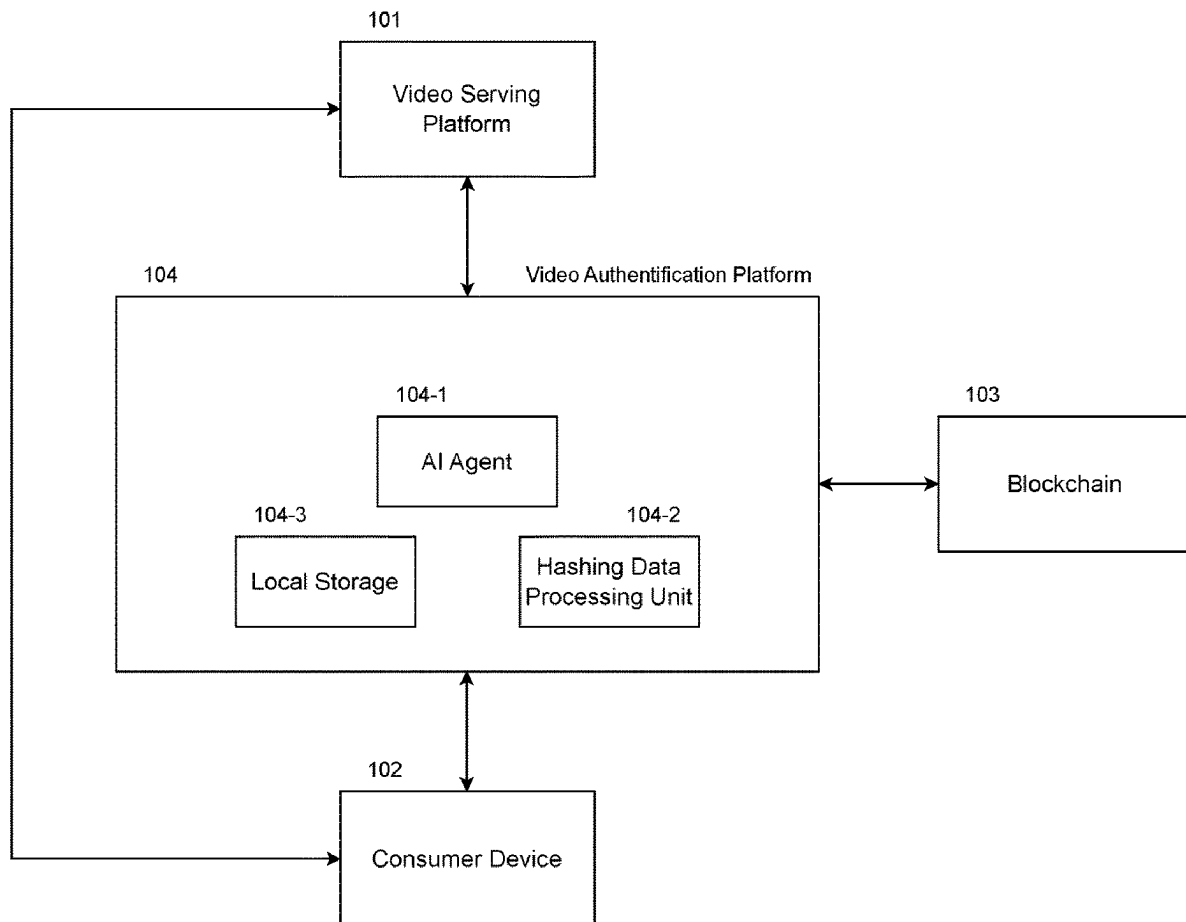 101
Video Serving
Platform
104
Video Authentification Platform
104-1
AI Agent
103
Blockchain
104-3
Local Storage
104-2
Hashing Data
Processing Unit
102
Consumer Device